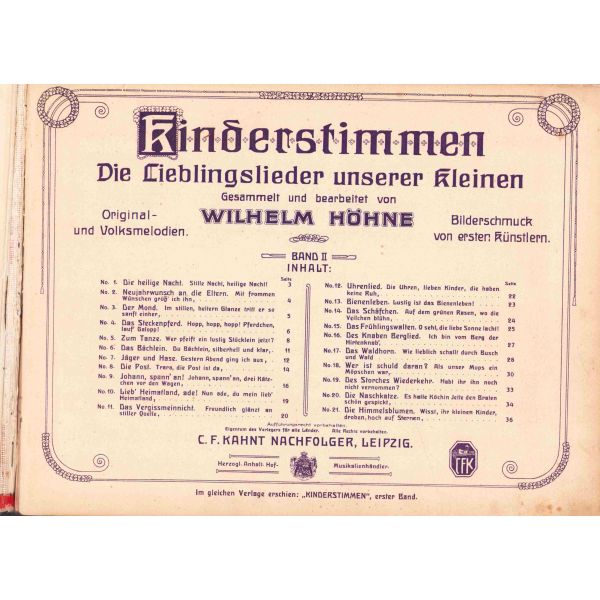 Kinderstimmen
Die Lieblingslieder unserer Kleinen
Gesammelt und bearbeitet von
Original-
und Volksmelodien.
WILHELM HÖHNE
Bilderschmuck
von ersten Künstlern.
BAND II
INHALT:
Seite
No. 1. Die heilige Nacht. Stille Nacht, heilige Nacht! 3
No. 2. Neujahrwunsch an die Eltern. Mit frommen
Wünschen grüß' ich ihn, 4
No. 3. Der Mond. Im stillen, heitern Glanze tritt er so
sanft einher, 5
No. 4. Das Steckenpferd. Hopp, hopp, hopp! Pferdchen,
lauf Galopp! 6
No. 5. Zum Tanze. Wer pfeift ein lustig Stücklein jetzt? 8
No. 6. Das Bächlein. Du Bächlein, silberhell und klar, 11
No. 7. Jäger und Hase. Gestern Abend ging ich aus, 12
No. 8. Die Post. Trara, die Post ist da, 14
No. 9. Johann, spann' an! Johann, spann' an, drei Kätz-
chen vor den Wagen, 16
No. 10. Lieb' Heimatland, ade! Nun ade, du mein lieb'
Heimatland, 19
No. 11. Das Vergissmeinnicht. Freundlich glänzt an
stiller Quelle, 20
Seite
No. 12. Uhrenlied. Die Uhren, lieben Kinder, die haben
keine Ruh, 22
No. 13. Bienenleben. Lustig ist das Bienenleben! 23
No. 14. Das Schäfchen. Auf dem grünen Rasen, wo die
Veilchen blühn, 24
No. 15. Das Frühlingswalten. O seht, die liebe Sonne lacht! 25
No. 16. Des Knaben Berglied. Ich bin vom Berg der
Hirtenknab', 26
No. 17. Das Waldhorn. Wie lieblich schallt durch Busch
und Wald 29
No. 18. Wer ist schuld daran? Als unser Mops ein
Möpschen war, 30
No. 19. Des Storches Wiederkehr. Habt ihr ihn noch
nicht vernommen? 33
No. 20. Die Naschkatze. Es hatte Köchin Jette den Braten
schön gespickt, 34
No. 21. Die Himmelsblumen. Wisst, ihr kleinen Kinder,
droben, hoch auf Sternen, 36
Aufführungsrecht vorbehalten.
Eigentum des Verlegers für alle Länder. Alle Rechte vorbehalten.
C. F. KAHNT NACHFOLGER, LEIPZIG.
Herzogl. Anhalt. Hof- Musikalienhändler.
CFK
Im gleichen Verlage erschien: „KINDERSTIMMEN", erster Band.